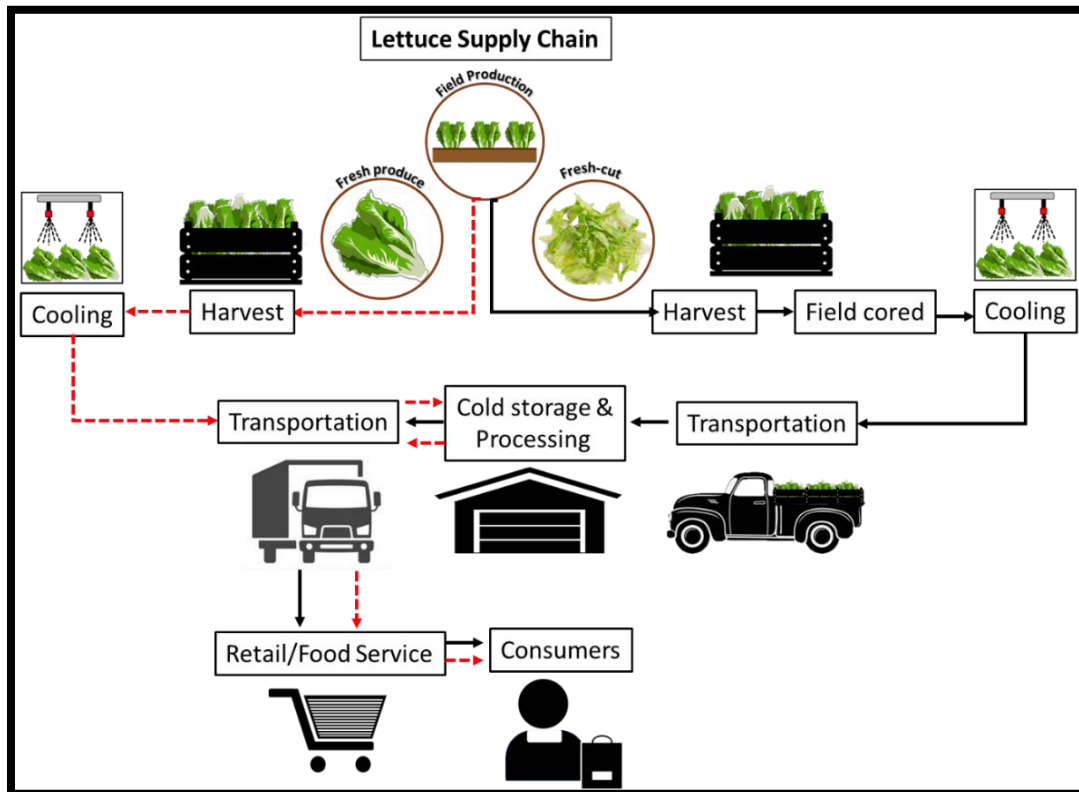 Lettuce Supply Chain
Field Production
Fresh produce
Fresh-cut
Cooling
Harvest
Harvest
Field cored
Cooling
Transportation
Cold storage &
Processing
Transportation
Retail/Food Service
Consumers